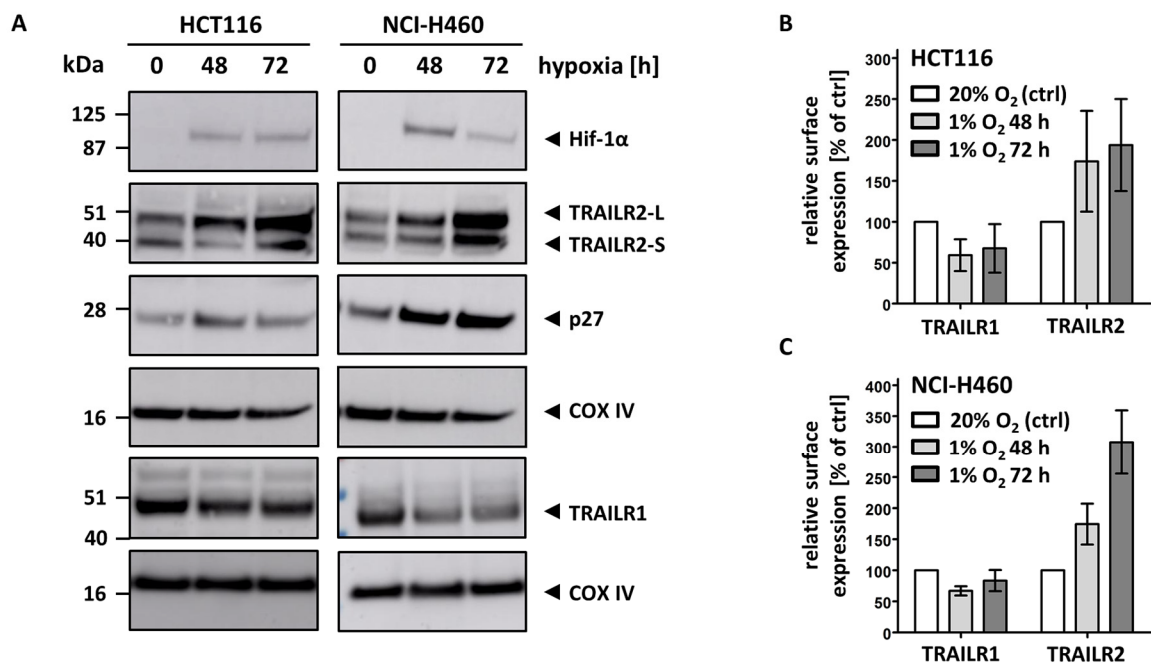 A
HCT116
NCI-H460
kDa
0 48 72
0 48 72
hypoxia [h]
125
87
Hif-1α
51
40
TRAILR2-L
TRAILR2-S
28
p27
16
COX IV
51
40
TRAILR1
16
COX IV
B
HCT116
20% O2 (ctrl)
1% O2 48 h
1% O2 72 h
relative surface
expression [% of ctrl]
300
250
200
150
100
50
0
TRAILR1
TRAILR2
C
NCI-H460
20% O2 (ctrl)
1% O2 48 h
1% O2 72 h
relative surface
expression [% of ctrl]
400
350
300
250
200
150
100
50
0
TRAILR1
TRAILR2